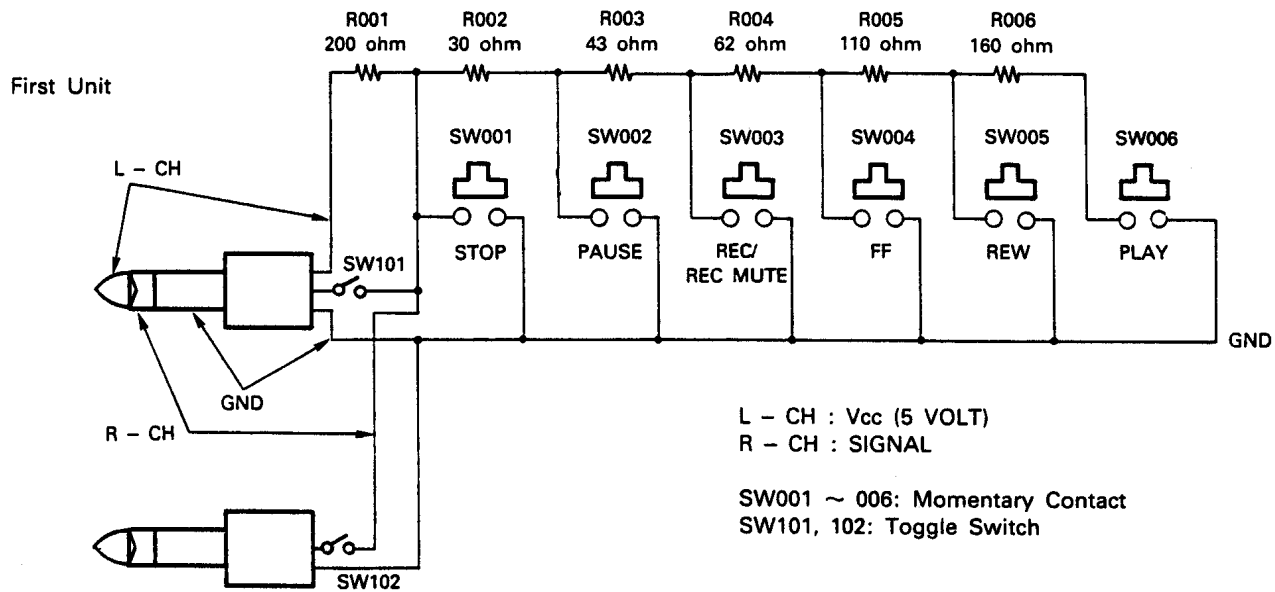 R001 R002 R003 R004 R005 R006
200 ohm 30 ohm 43 ohm 62 ohm 110 ohm 160 ohm
First Unit
SW001 SW002 SW003 SW004 SW005 SW006
L – CH
STOP PAUSE REC/ REC MUTE FF REW PLAY
SW101
GND
GND
R – CH
L – CH : Vcc (5 VOLT)
R – CH : SIGNAL
SW001 ~ 006: Momentary Contact
SW101, 102: Toggle Switch
SW102